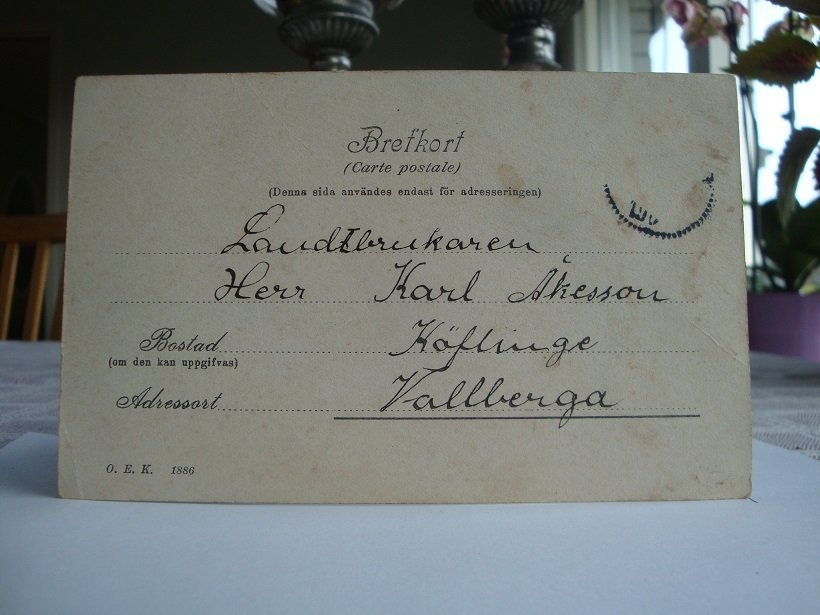 Brefkort
(Carte postale)
(Denna sida användes endast för adresseringen)
Landtbrukaren
Herr Karl Åkesson
Bostad Köflinge
(om den kan uppgifvas)
Adressort Vallberga
O. E. K. 1886